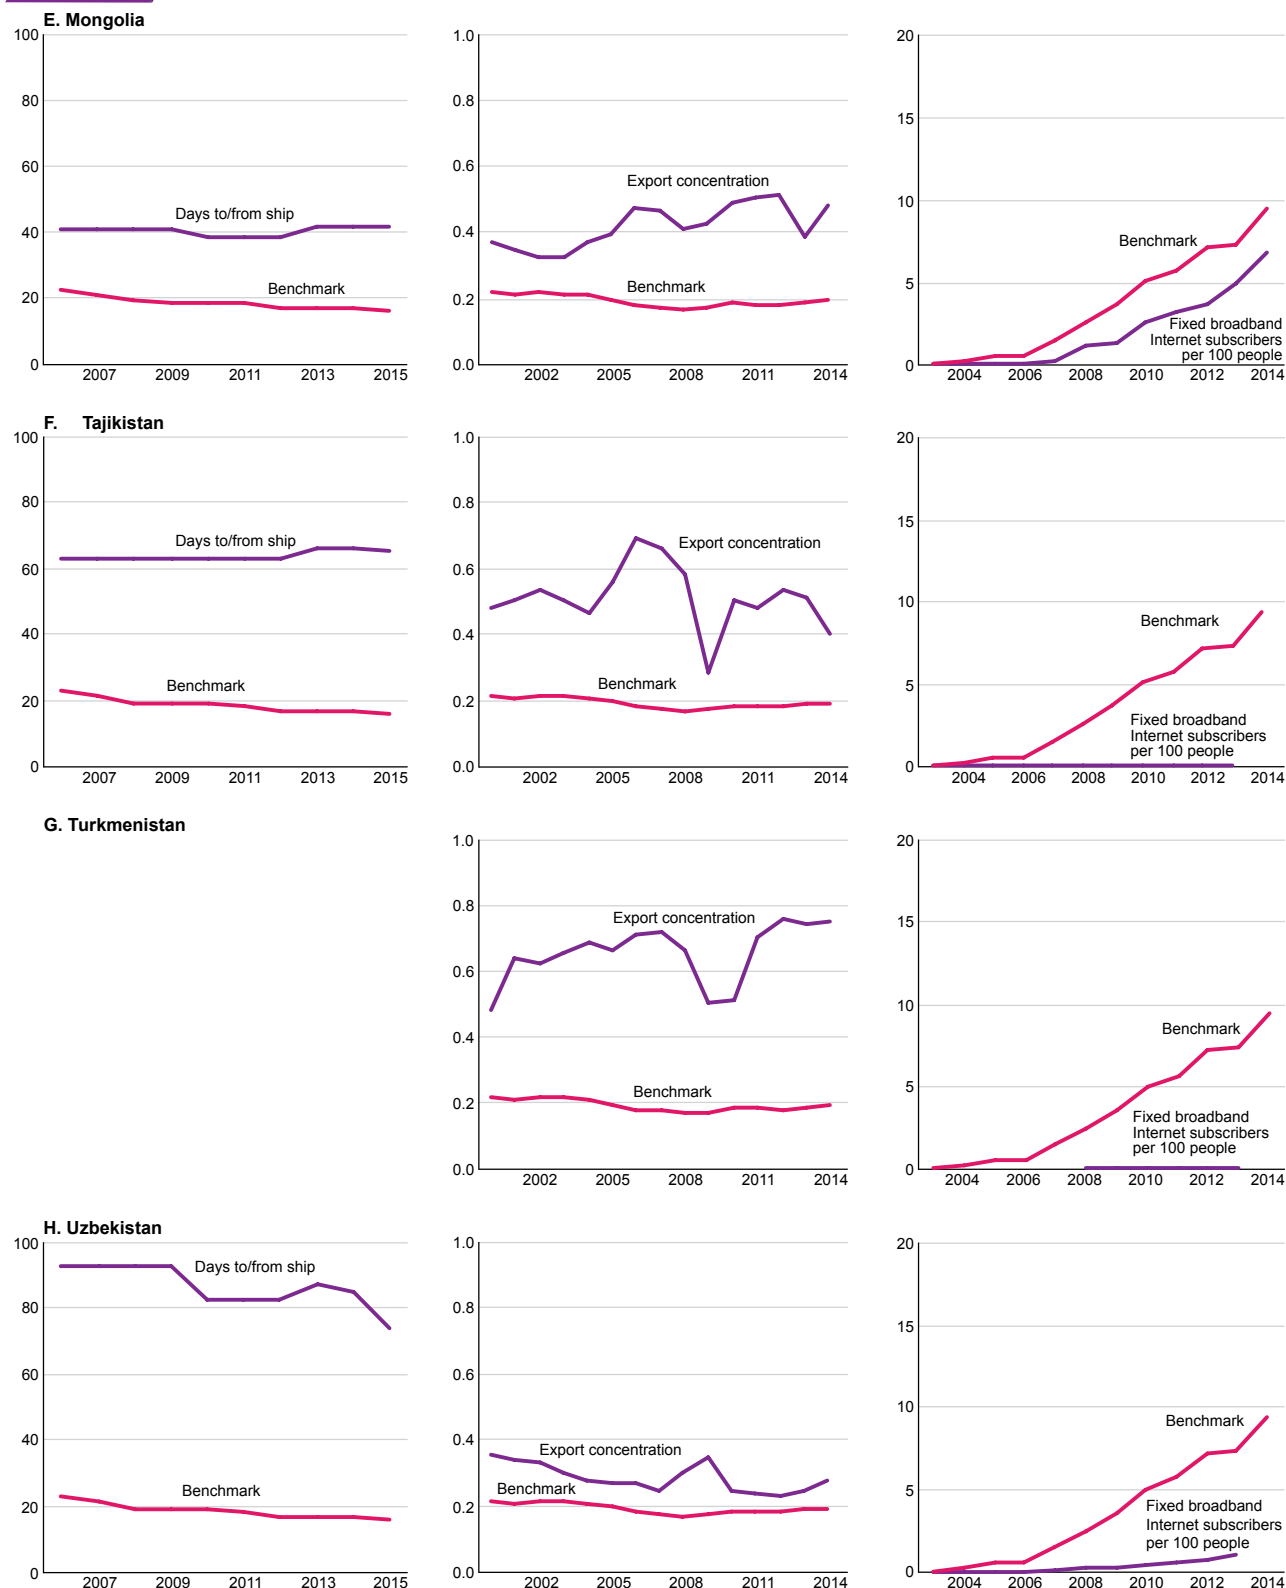 E. Mongolia
100
80
60
40
20
0
Days to/from ship
Benchmark
2007 2009 2011 2013 2015
1.0
0.8
0.6
0.4
0.2
0.0
Export concentration
Benchmark
2002 2005 2008 2011 2014
20
15
10
5
0
Benchmark
Fixed broadband
Internet subscribers
per 100 people
2004 2006 2008 2010 2012 2014
F. Tajikistan
100
80
60
40
20
0
Days to/from ship
Benchmark
2007 2009 2011 2013 2015
1.0
0.8
0.6
0.4
0.2
0.0
Export concentration
Benchmark
2002 2005 2008 2011 2014
20
15
10
5
0
Benchmark
Fixed broadband
Internet subscribers
per 100 people
2004 2006 2008 2010 2012 2014
G. Turkmenistan
1.0
0.8
0.6
0.4
0.2
0.0
Export concentration
Benchmark
2002 2005 2008 2011 2014
20
15
10
5
0
Benchmark
Fixed broadband
Internet subscribers
per 100 people
2004 2006 2008 2010 2012 2014
H. Uzbekistan
100
80
60
40
20
0
Days to/from ship
Benchmark
2007 2009 2011 2013 2015
1.0
0.8
0.6
0.4
0.2
0.0
Export concentration
Benchmark
2002 2005 2008 2011 2014
20
15
10
5
0
Benchmark
Fixed broadband
Internet subscribers
per 100 people
2004 2006 2008 2010 2012 2014